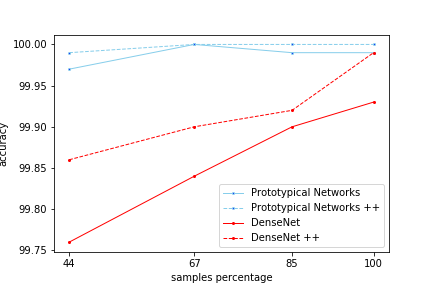 100.00
99.95
99.90
99.85
99.80
99.75
accuracy
44
67
85
100
samples percentage
Prototypical Networks
Prototypical Networks ++
DenseNet
DenseNet ++